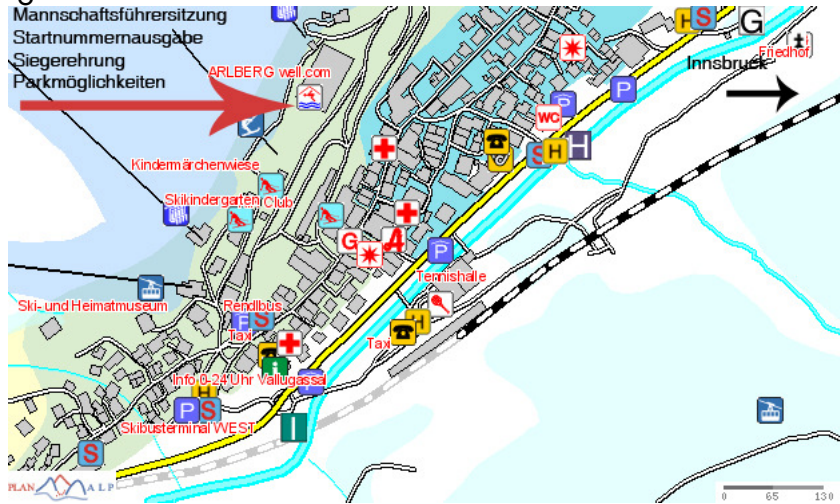 Mannschaftsführersitzung
Startnummernausgabe
Siegerehrung
Parkmöglichkeiten
ARLBERG well.com
H
S
G
Friedhof
Innsbruck
P
P
WC
S
H
H
Kindermärchenwiese
Skikindergarten Club
G
A
P
Tennishalle
Ski- und Heimatmuseum
Rendlbus
P
S
Taxi
H
Taxi
i
Info 0-24 Uhr Vallugassal
H
P
P
S
Skibusterminal WEST
I
S
PLAN ALP
0 65 130